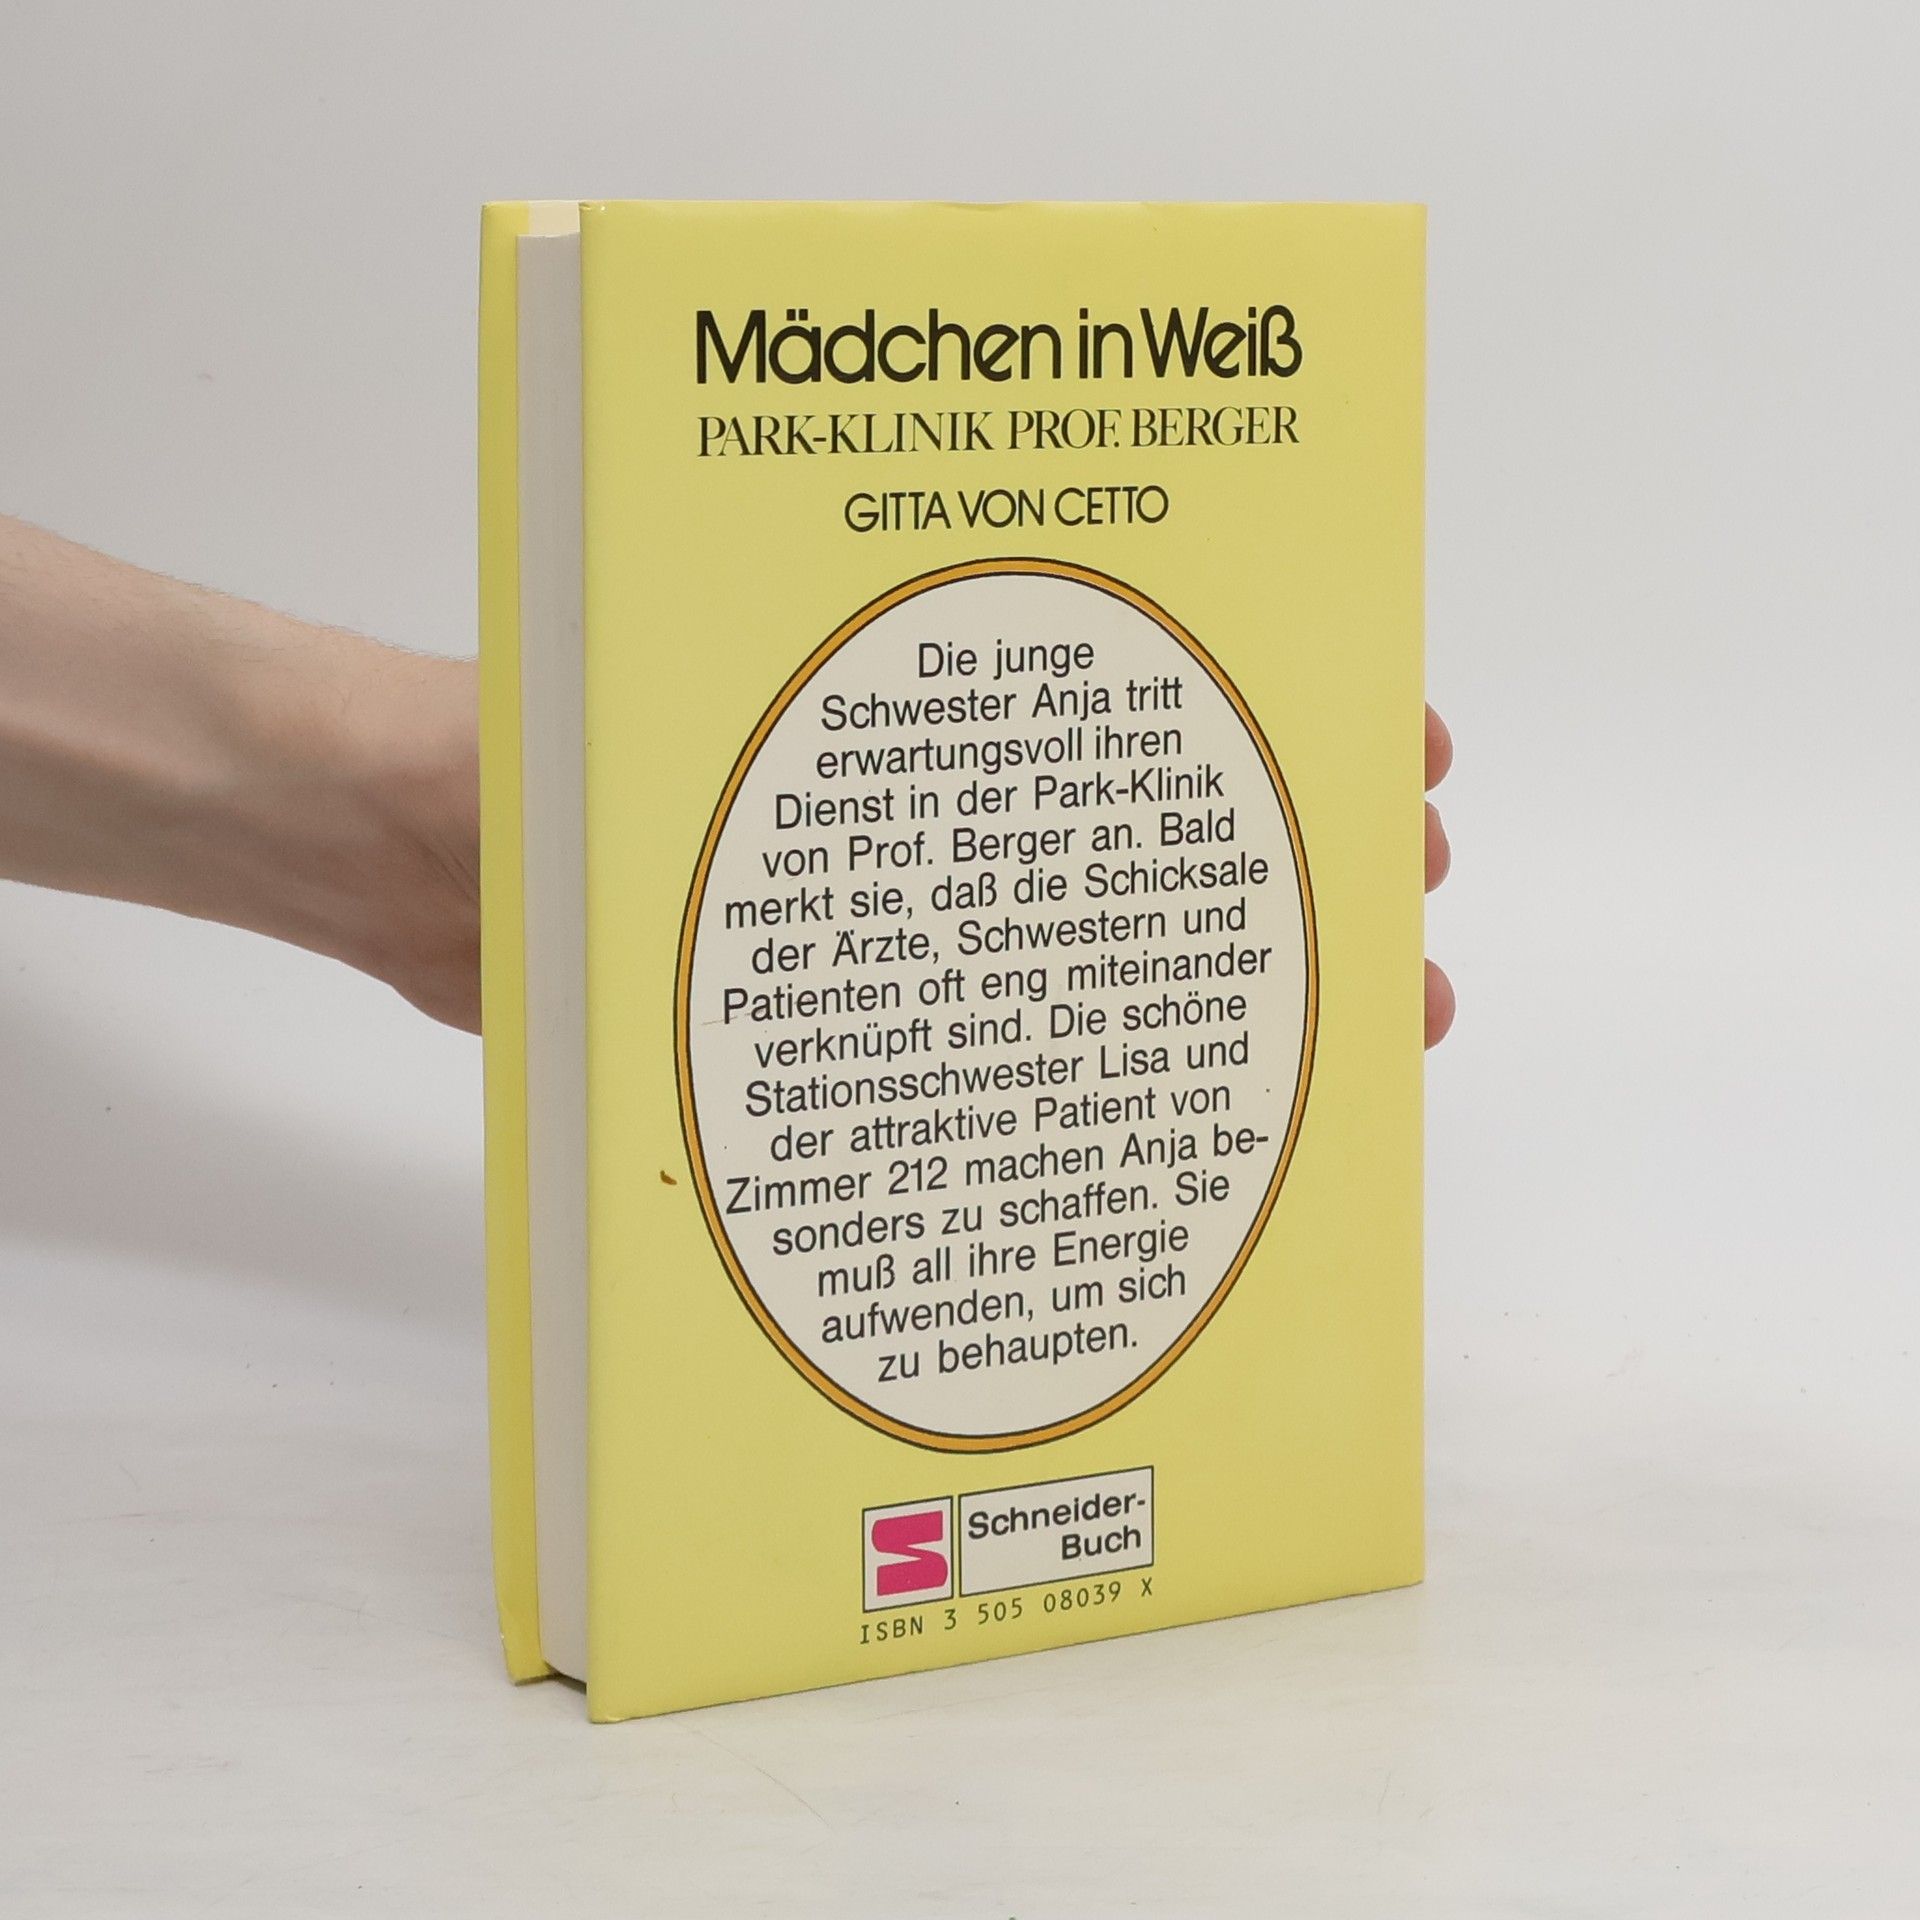 Mädchen in Weiß
PARK-KLINIK PROF. BERGER
GITTA VON CETTO
Die junge
Schwester Anja tritt
erwartungsvoll ihren
Dienst in der Park-Klinik
von Prof. Berger an. Bald
merkt sie, daß die Schicksale
der Ärzte, Schwestern und
Patienten oft eng miteinander
verknüpft sind. Die schöne
Stationsschwester Lisa und
der attraktive Patient von
Zimmer 212 machen Anja be-
sonders zu schaffen. Sie
muß all ihre Energie
aufwenden, um sich
zu behaupten.
Schneider-
Buch
ISBN 3 505 08039 X